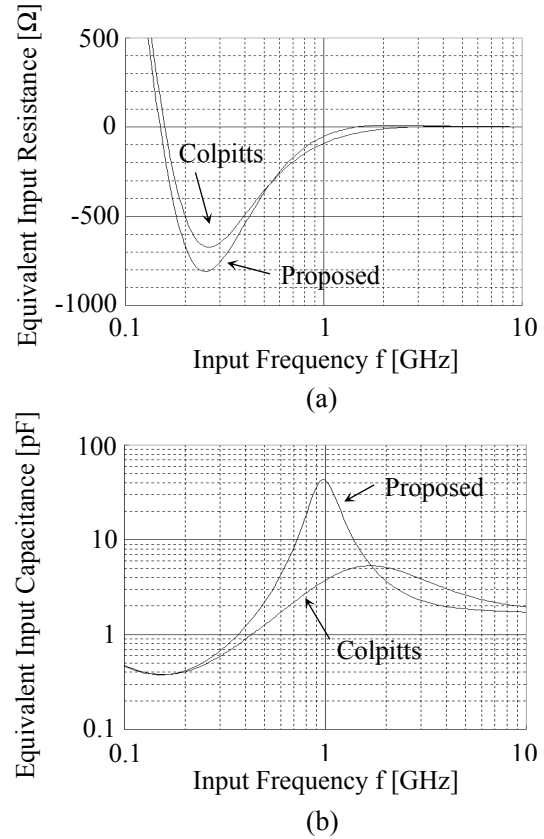 Equivalent Input Resistance [Ω]
500
0
-500
-1000
Colpitts
Proposed
0.1
1
10
Input Frequency f [GHz]
(a)
Equivalent Input Capacitance [pF]
100
10
1
0.1
Proposed
Colpitts
0.1
1
10
Input Frequency f [GHz]
(b)